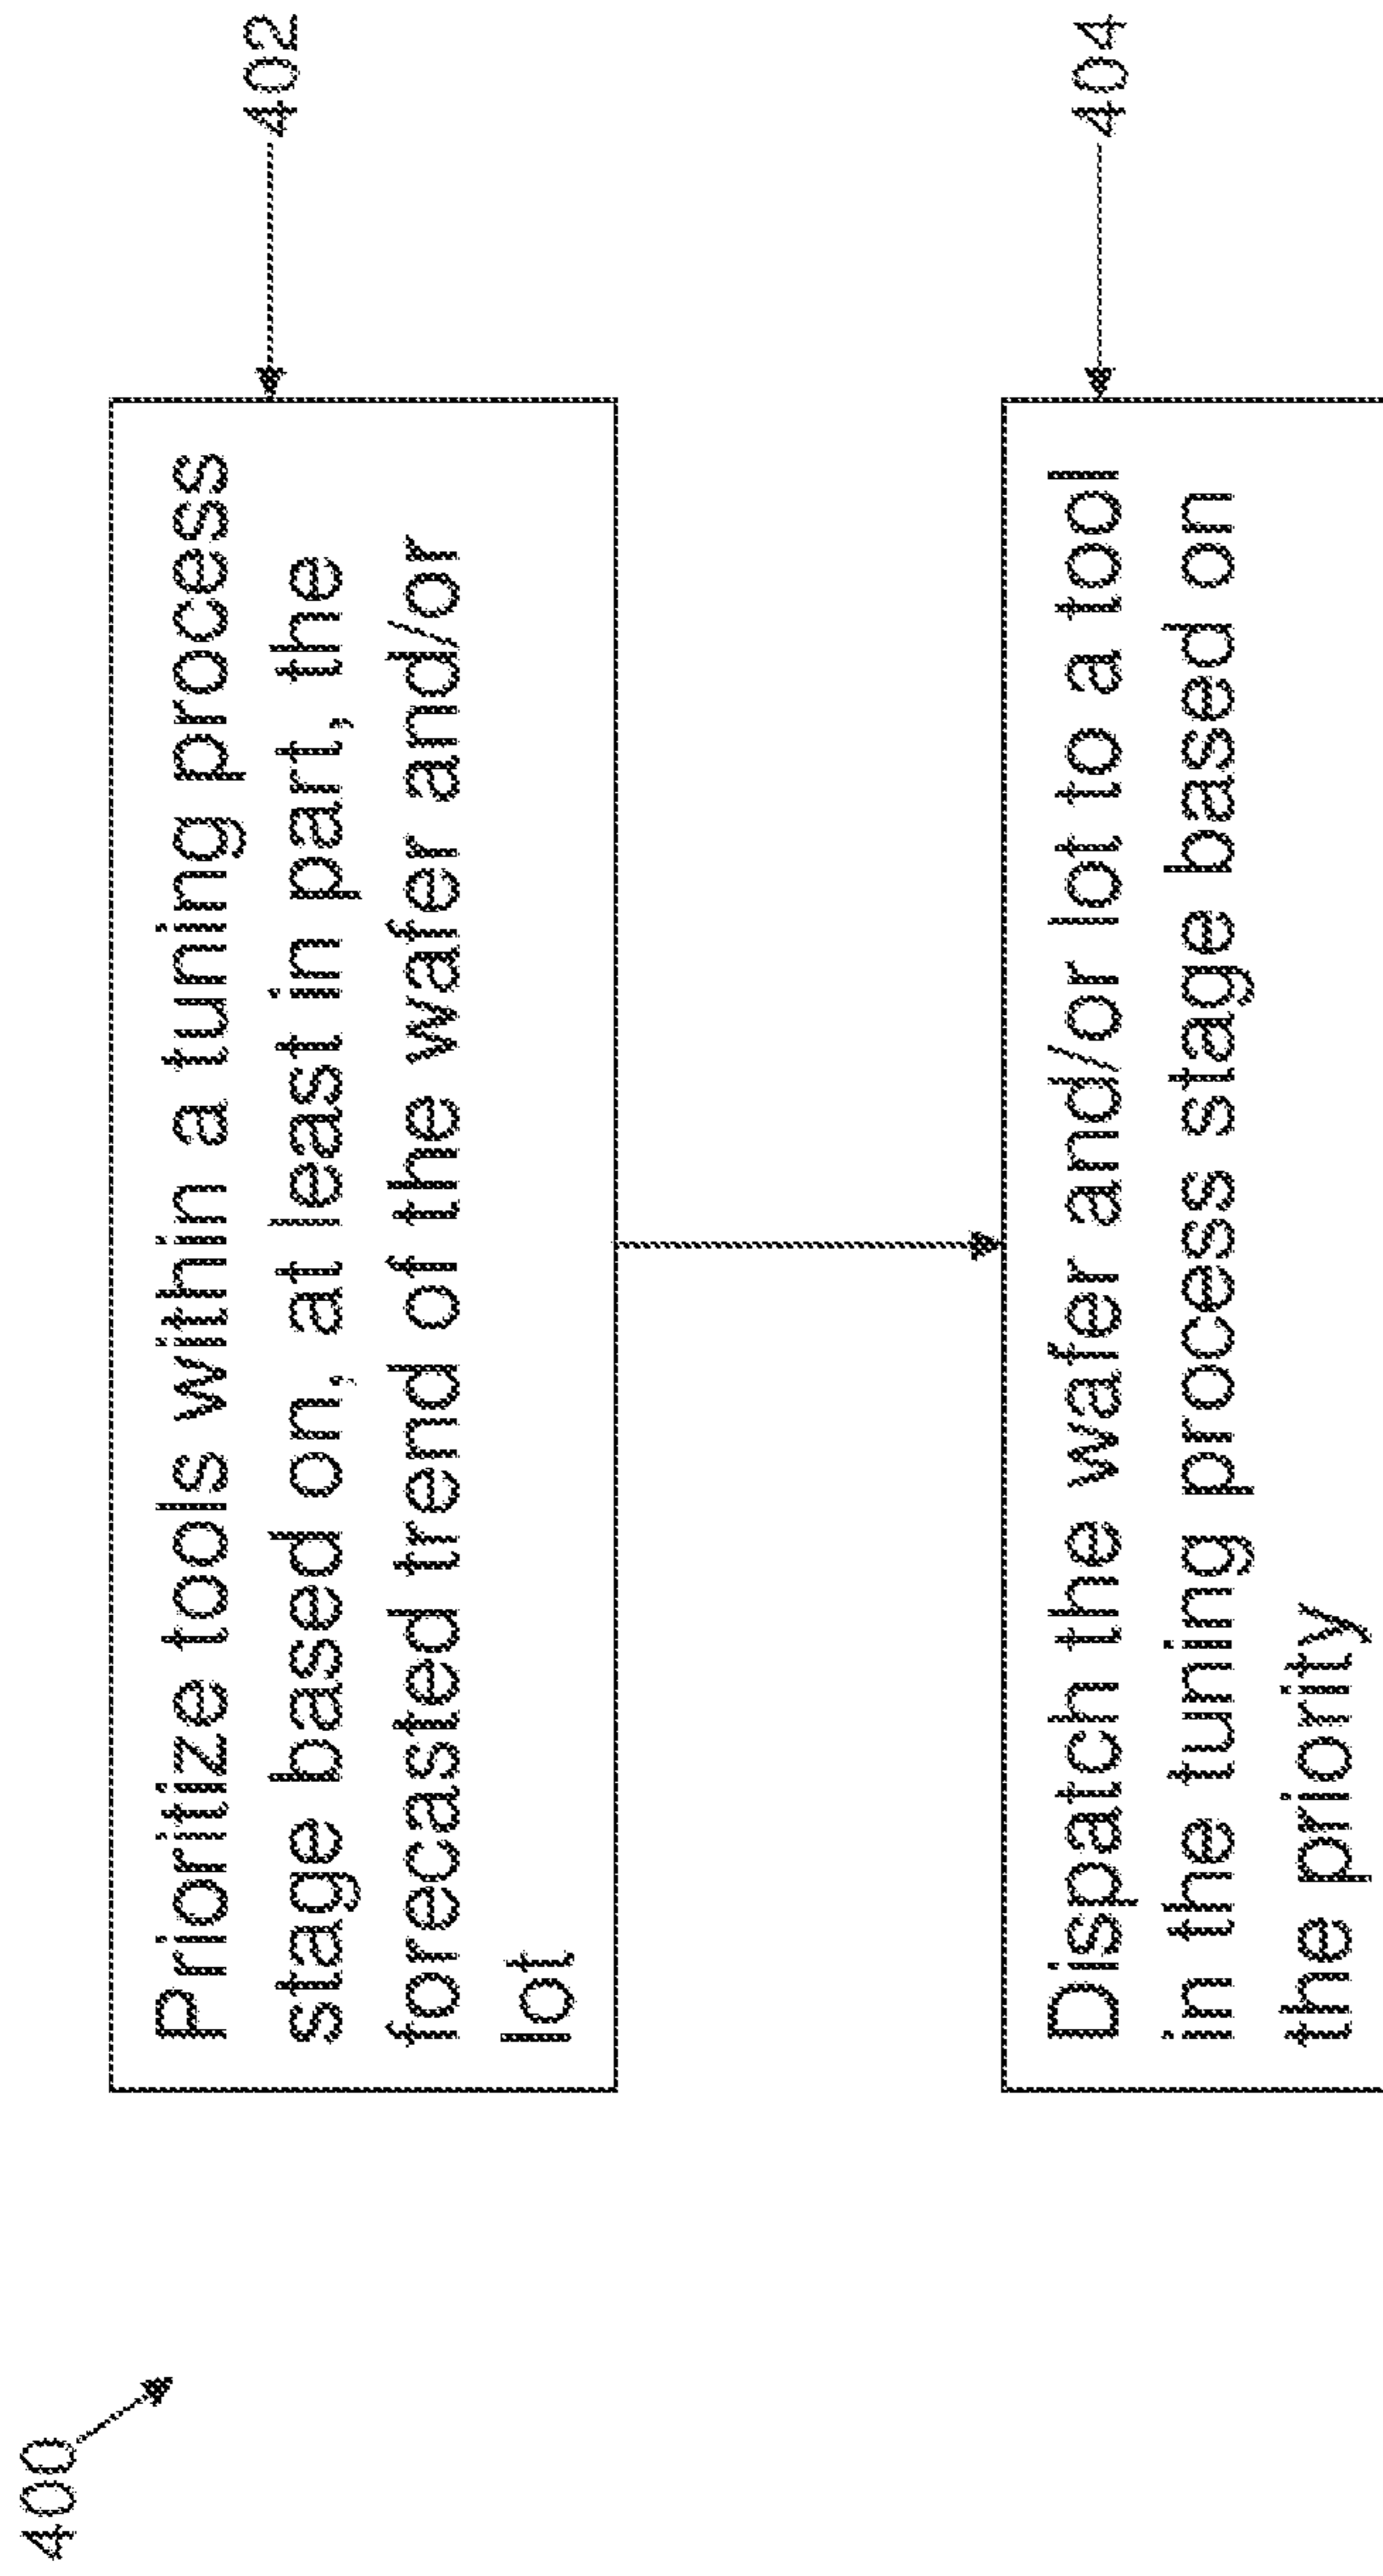 400
Prioritize tools within a tuning process
stage based on, at least in part, the
forecasted trend of the wafer and/or
lot
402
Dispatch the wafer and/or lot to a tool
in the tuning process stage based on
the priority
404